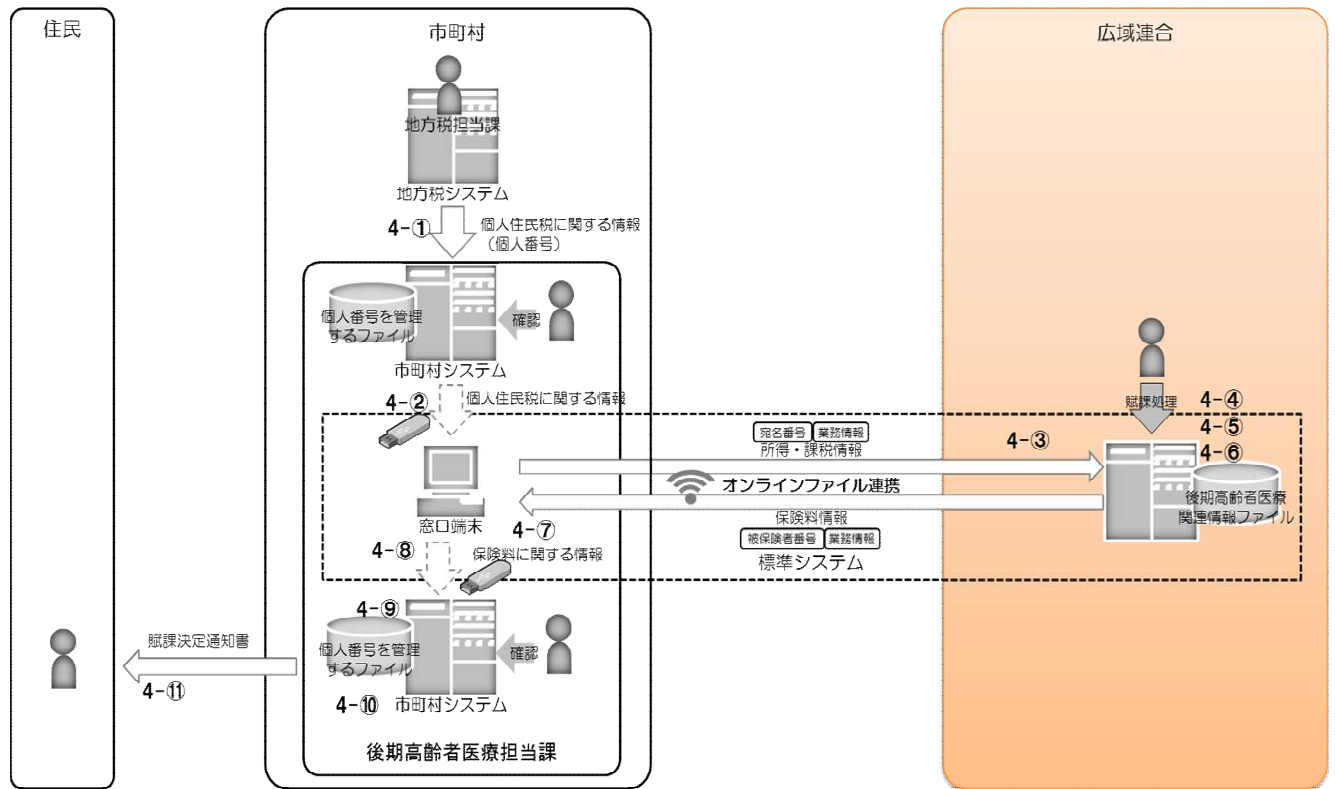 住民
市町村
広域連合
地方税担当課
地方税システム
4-①
個人住民税に関する情報
（個人番号）
個人番号を管理
するファイル
確認
市町村システム
4-②
個人住民税に関する情報
賦課処理
4-④
4-⑤
4-⑥
宛名番号 業務情報
所得・課税情報
4-③
オンラインファイル連携
後期高齢者医療
関連情報ファイル
窓口端末
4-⑦
保険料情報
被保険者番号 業務情報
標準システム
4-⑧
保険料に関する情報
4-⑨
個人番号を管理
するファイル
確認
賦課決定通知書
4-⑪
4-⑩
市町村システム
後期高齢者医療担当課